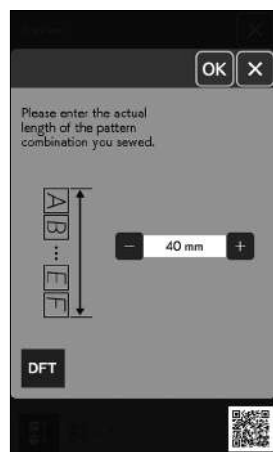 OK ×
Please enter the actual
length of the pattern
combination you sewed.
A
B
E
F
− 40 mm +
DFT